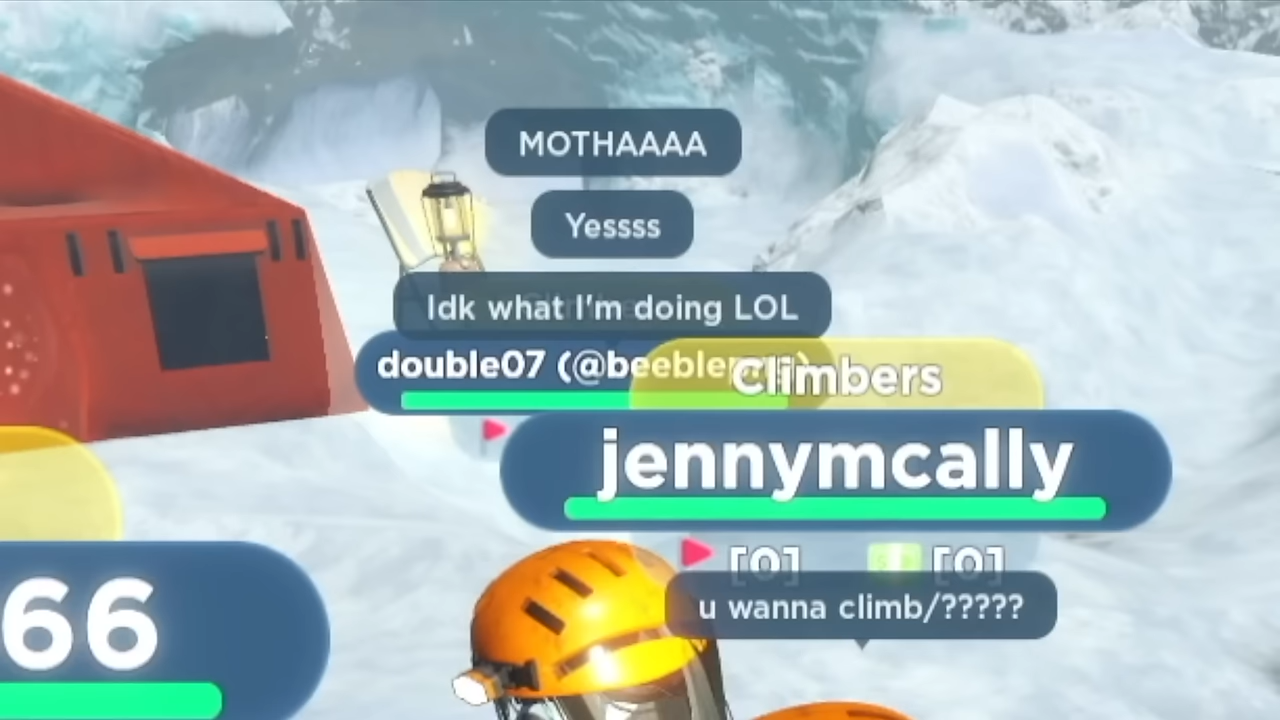 MOTHAAAA
Yessss
Idk what I'm doing LOL
double07
Climbers
jennymcally
[0] [0]
u wanna climb/?????
66